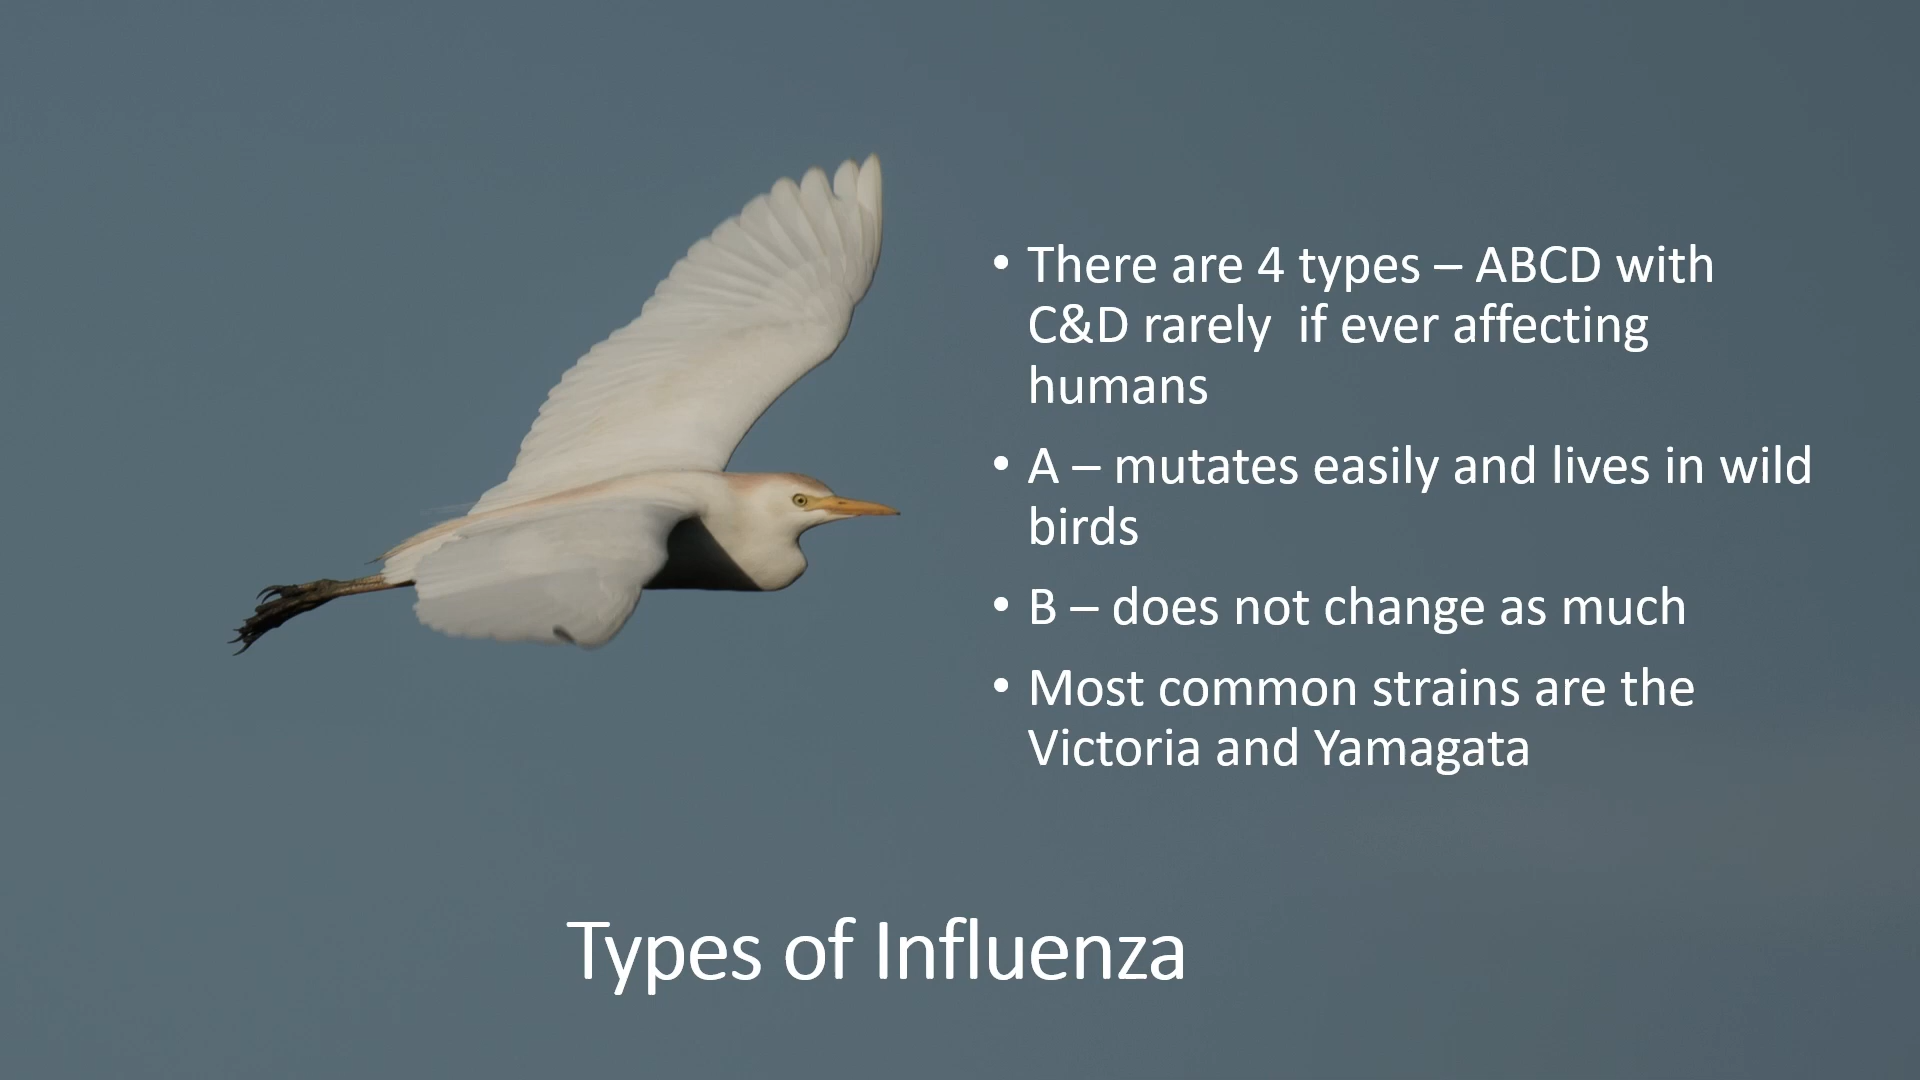 • There are 4 types – ABCD with
C&D rarely  if ever affecting
humans
• A – mutates easily and lives in wild
birds
• B – does not change as much
• Most common strains are the
Victoria and Yamagata
Types of Influenza